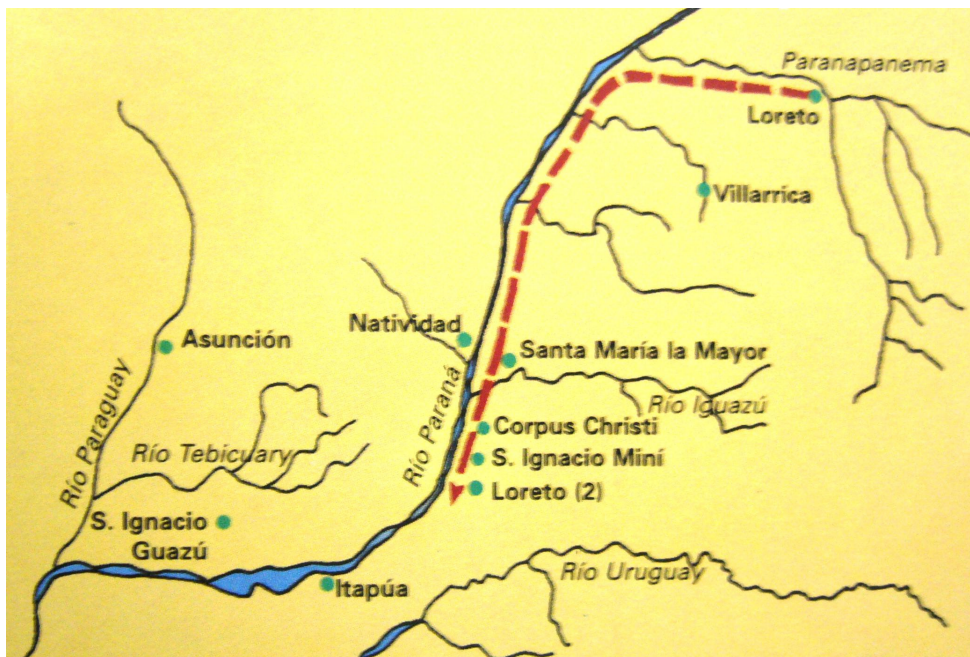 Paranapanema
Loreto
Villarrica
Natividad
Asunción
Santa María la Mayor
Río Paraguay
Río Paraná
Río Iguazú
Corpus Christi
Río Tebicuary
S. Ignacio Miní
Loreto (2)
S. Ignacio
Guazú
Río Uruguay
Itapúa